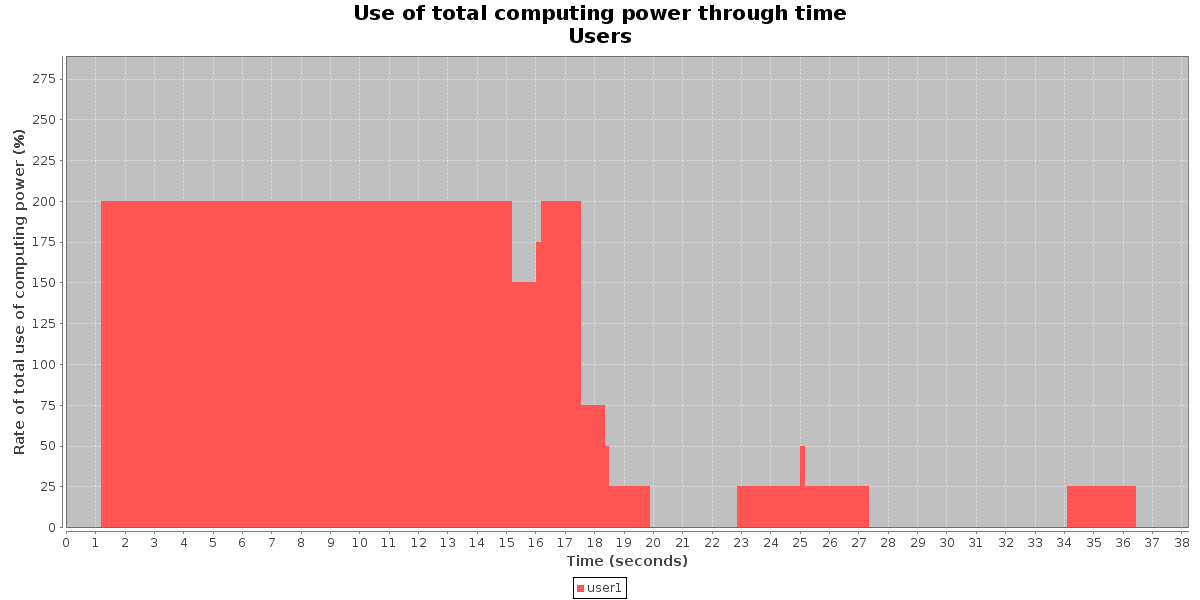 Use of total computing power through time
Users
Rate of total use of computing power (%)
275
250
225
200
175
150
125
100
75
50
25
0
0 1 2 3 4 5 6 7 8 9 10 11 12 13 14 15 16 17 18 19 20 21 22 23 24 25 26 27 28 29 30 31 32 33 34 35 36 37 38
Time (seconds)
user1